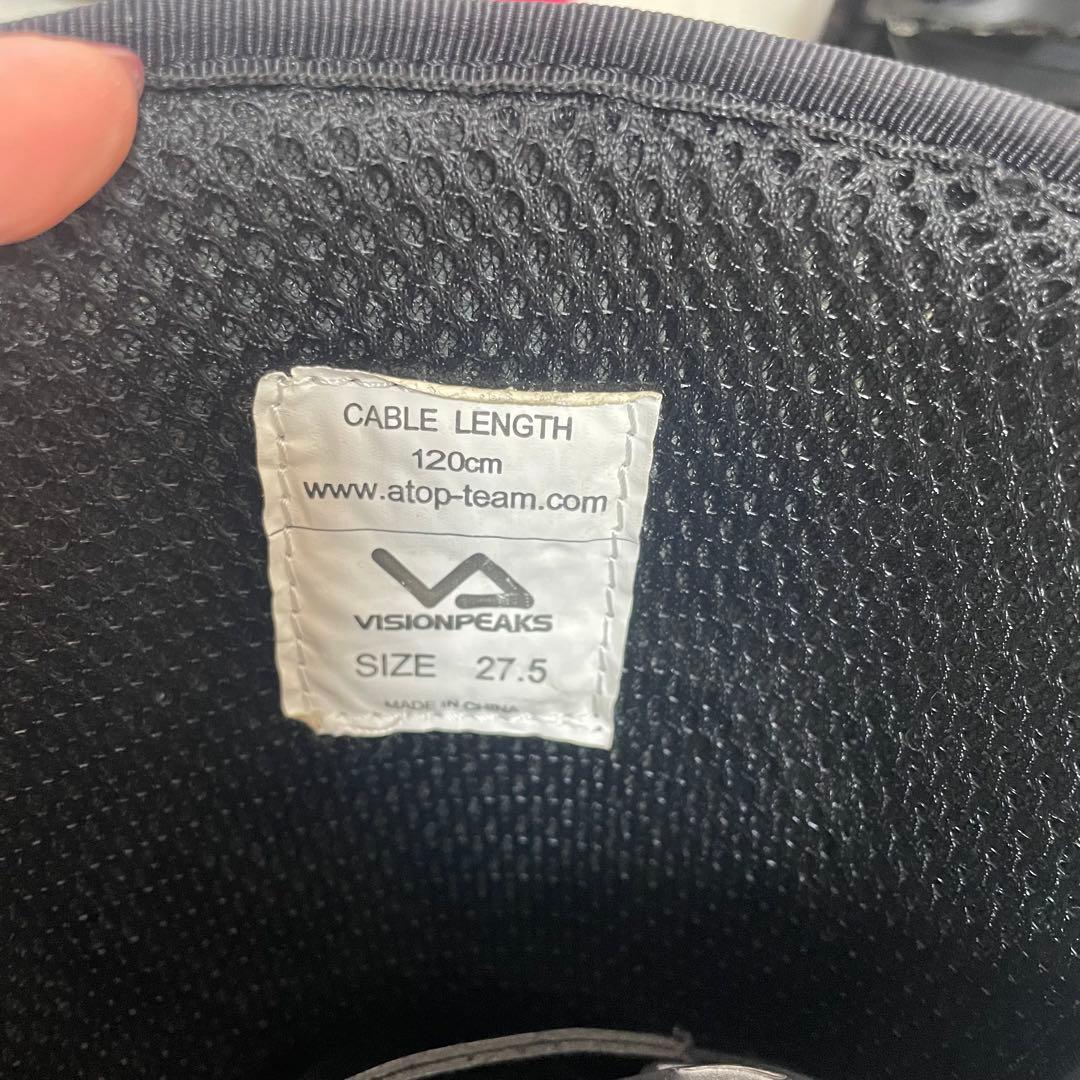 CABLE LENGTH
120cm
www.atop-team.com
VISIONPEAKS
SIZE 27.5
MADE IN CHINA